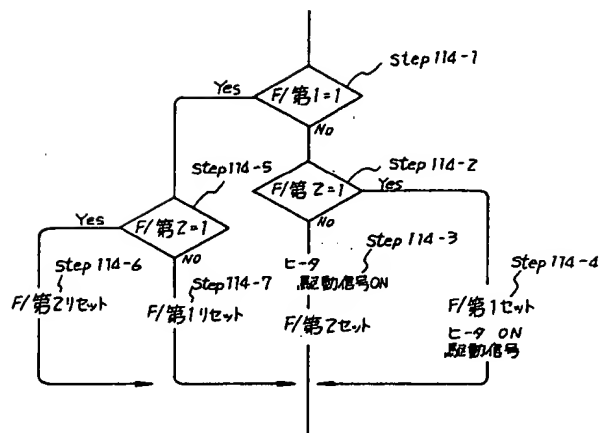 Step 114-1
Yes
F/第1=1
No
Step 114-5
Step 114-2
F/第2=1
Yes
No
Yes
F/第2=1
No
Step 114-6
Step 114-7
Step 114-3
Step 114-4
ヒータ
駆動信号ON
F/第2リセット
F/第1リセット
F/第2セット
F/第1セット
ヒータ ON
駆動信号